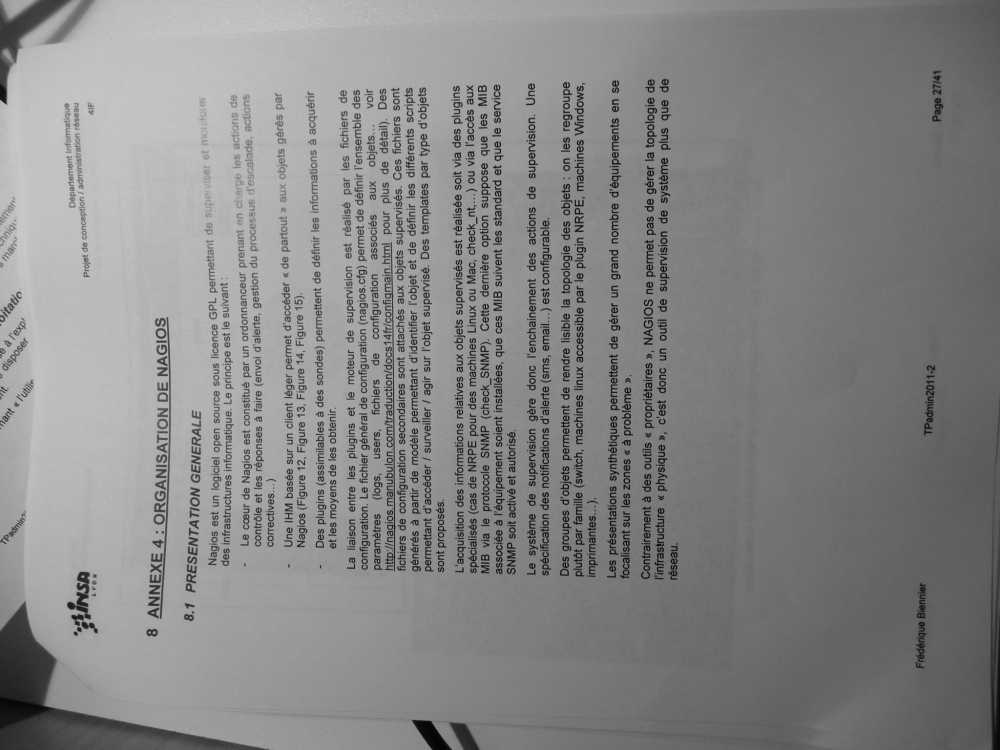 INSA
LYON
Département Informatique
Projet de conception / administration réseau
4IF
8 ANNEXE 4 : ORGANISATION DE NAGIOS
8.1 PRESENTATION GENERALE
Nagios est un logiciel open source sous licence GPL permettant de superviser et monitorer
des infrastructures informatique. Le principe est le suivant :
- Le cœur de Nagios est constitué par un ordonnanceur prenant en charge les actions de
contrôle et les réponses à faire (envoi d'alerte, gestion du processus d'escalade, actions
correctives...)
- Une IHM basée sur un client léger permet d'accéder « de partout » aux objets gérés par
Nagios (Figure 12, Figure 13, Figure 14, Figure 15).
- Des plugins (assimilables à des sondes) permettent de définir les informations à acquérir
et les moyens de les obtenir.
La liaison entre les plugins et le moteur de supervision est réalisé par les fichiers de
configuration. Le fichier général de configuration (nagios.cfg) permet de définir l'ensemble des
paramètres (logs, users, fichiers de configuration associés aux objets... voir
http://nagios.manubulon.com/traduction/docs14fr/configmain.html pour plus de détail). Des
fichiers de configuration secondaires sont attachés aux objets supervisés. Ces fichiers sont
générés à partir de modèle permettant d'identifier l'objet et de définir les différents scripts
permettant d'accéder / surveiller / agir sur l'objet supervisé. Des templates par type d'objets
sont proposés.
L'acquisition des informations relatives aux objets supervisés est réalisée soit via des plugins
spécialisés (cas de NRPE pour des machines Linux ou Mac, check_nt,...) ou via l'accès aux
MIB via le protocole SNMP (check SNMP). Cette dernière option suppose que les MIB
associée à l'équipement soient installées, que ces MIB suivent les standard et que le service
SNMP soit activé et autorisé.
Le système de supervision gère donc l'enchainement des actions de supervision. Une
spécification des notifications d'alerte (sms, email...) est configurable.
Des groupes d'objets permettent de rendre lisible la topologie des objets : on les regroupe
plutôt par famille (switch, machines linux accessible par le plugin NRPE, machines Windows,
imprimantes...).
Les présentations synthétiques permettent de gérer un grand nombre d'équipements en se
focalisant sur les zones « à problème ».
Contrairement à des outils « propriétaires », NAGIOS ne permet pas de gérer la topologie de
l'infrastructure « physique », c'est donc un outil de supervision de système plus que de
réseau.
Frédérique Biennier
TPadmin2011-2
Page 27/41